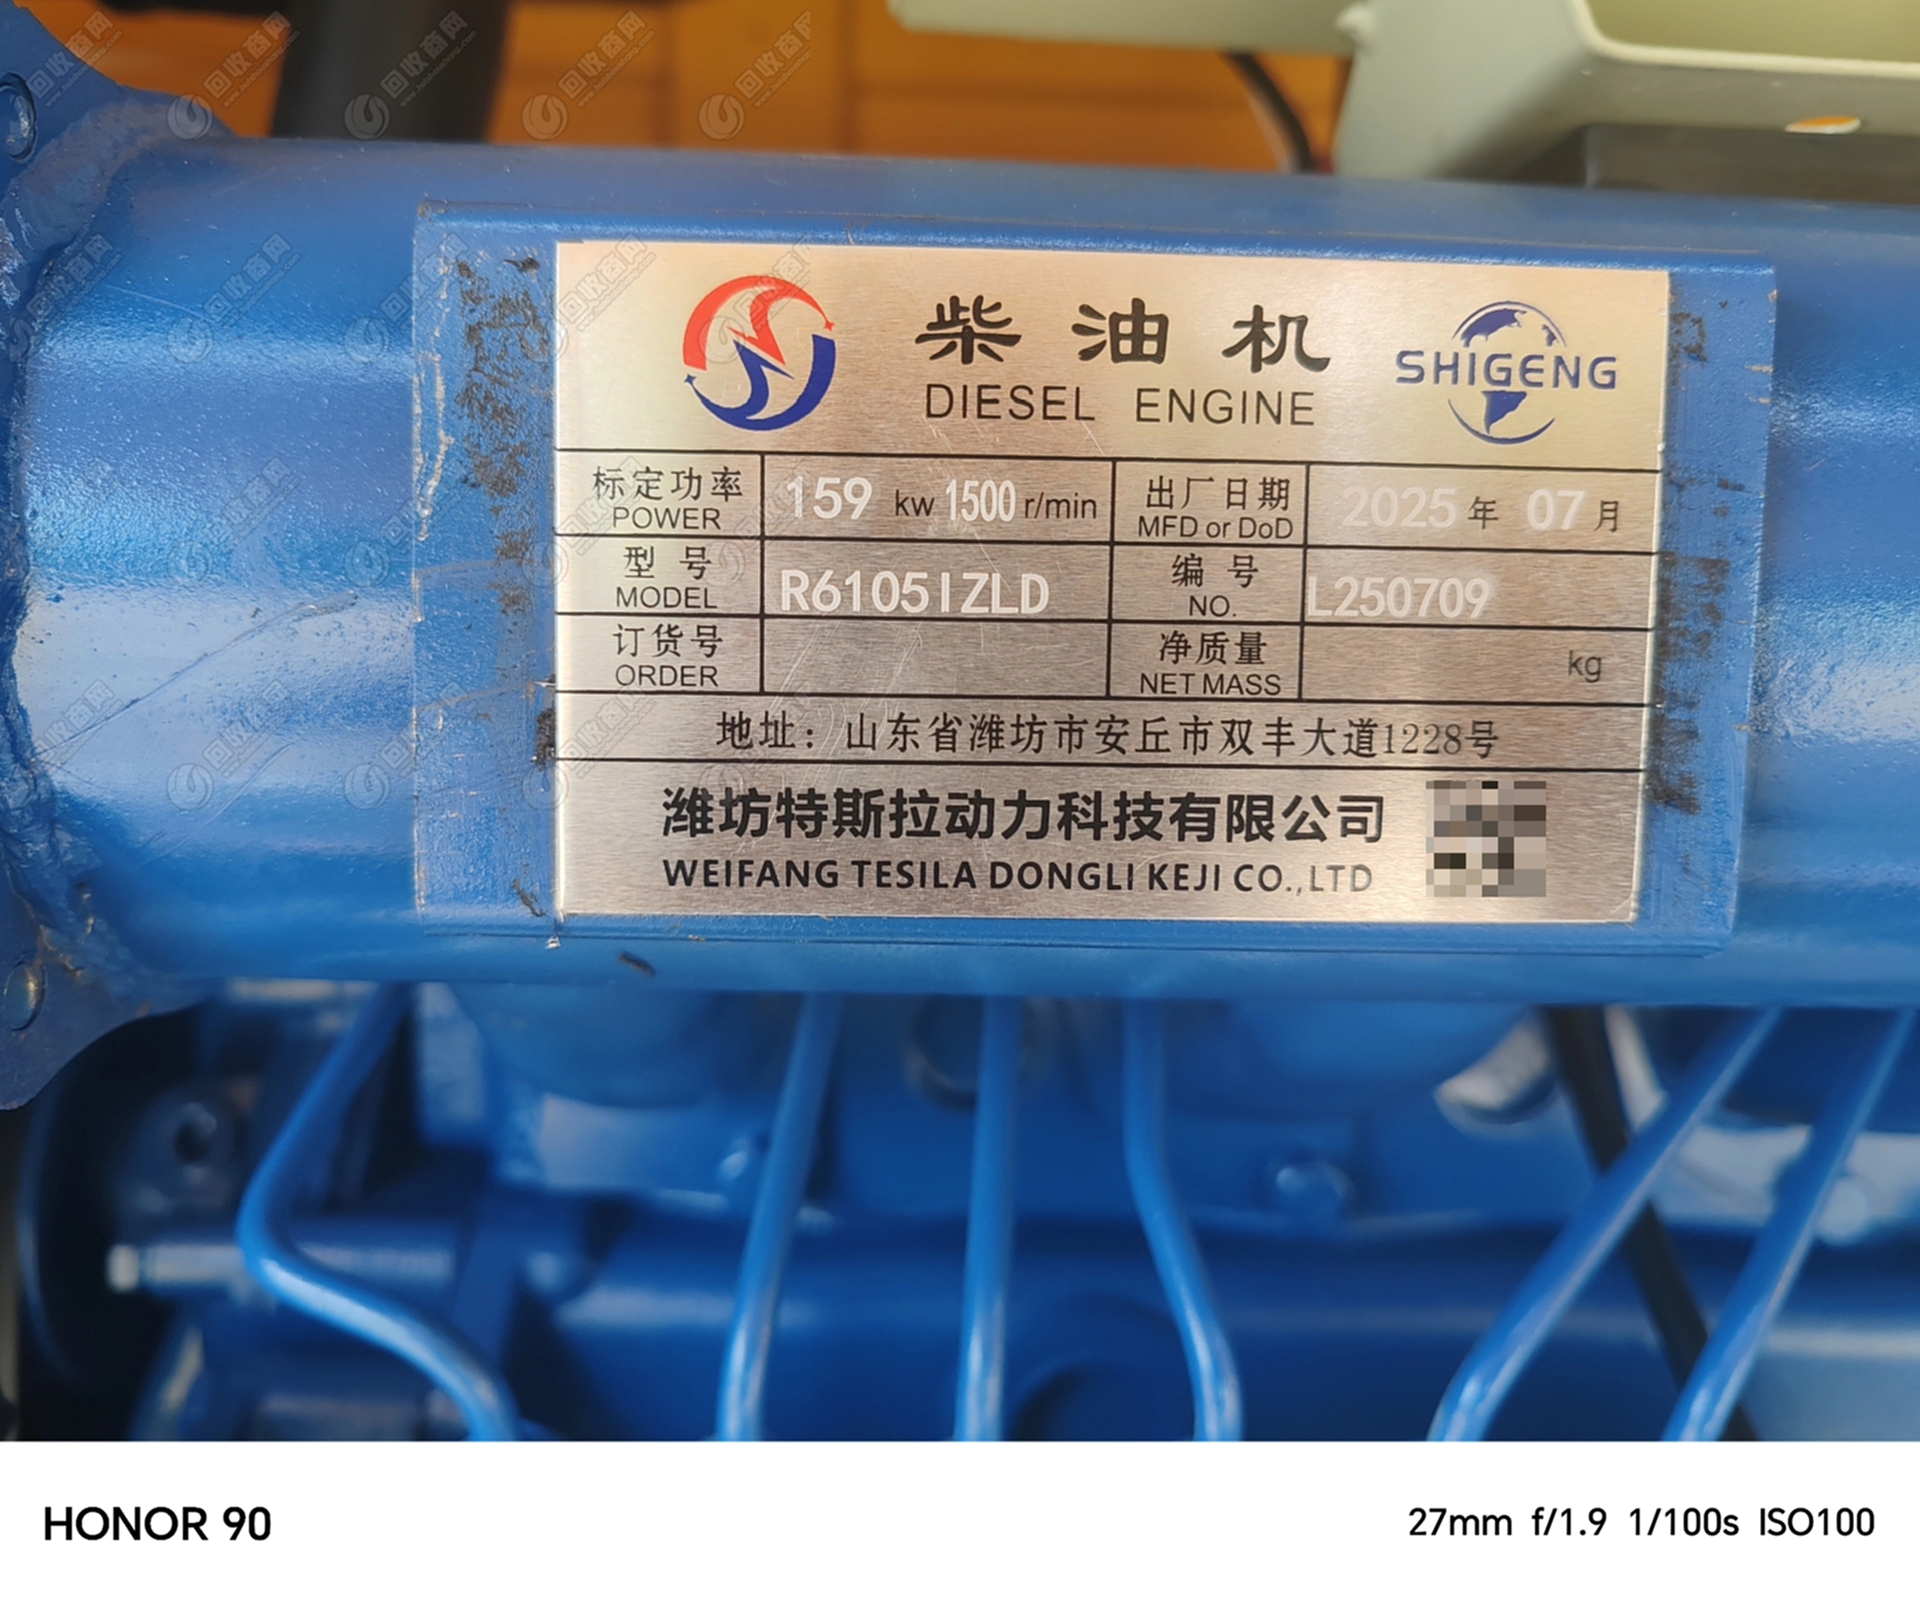 柴油机
DIESEL ENGINE
SHIGENG
标定功率
POWER
159 kw 1500 r/min
出厂日期
MFD or DoD
2025 年 07 月
型号
MODEL
R6105IZLD
编号
NO.
L250709
订货号
ORDER
净质量
NET MASS
kg
地址：山东省潍坊市安丘市双丰大道1228号
潍坊特斯拉动力科技有限公司
WEIFANG TESILA DONGLI KEJI CO.,LTD
HONOR 90
27mm f/1.9 1/100s ISO100
回收商网